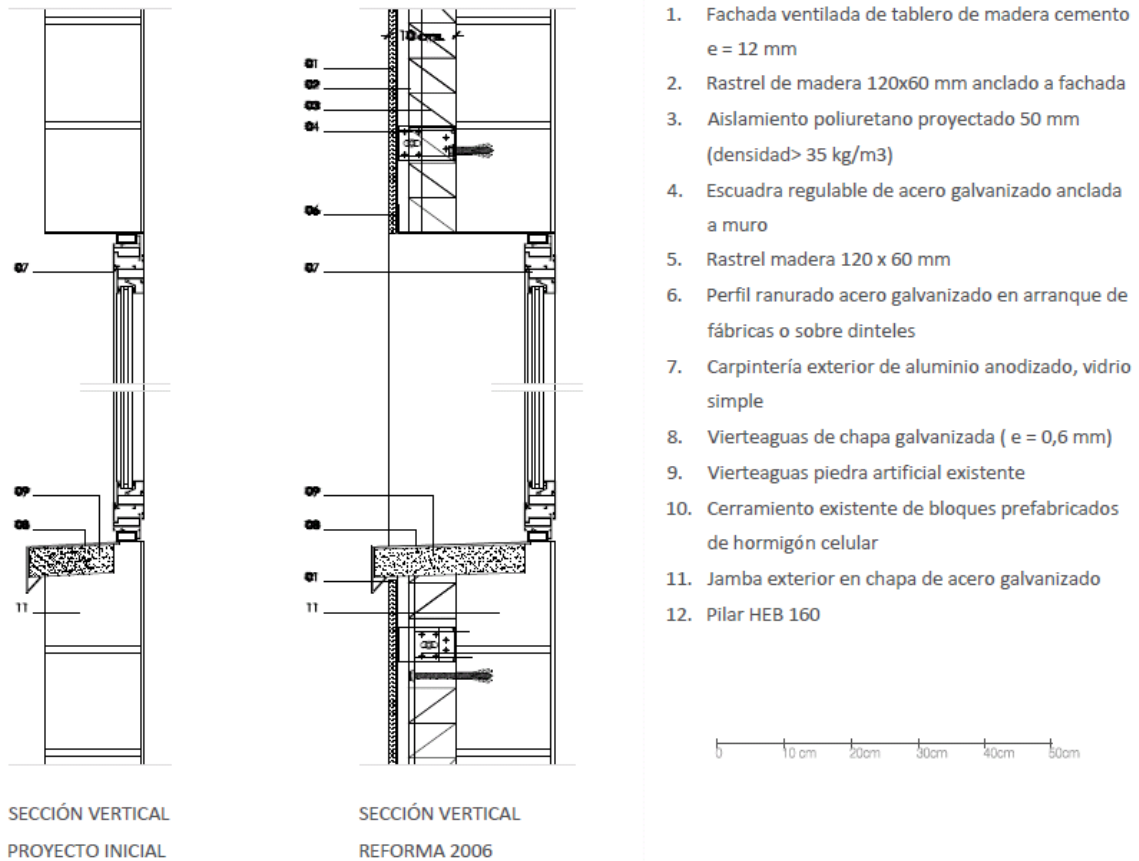 10 cms.
01
02
03
04
06
07
07
09
08
11
09
08
01
11
SECCIÓN VERTICAL
PROYECTO INICIAL
SECCIÓN VERTICAL
REFORMA 2006
1. Fachada ventilada de tablero de madera cemento
e = 12 mm
2. Rastrel de madera 120x60 mm anclado a fachada
3. Aislamiento poliuretano proyectado 50 mm
(densidad> 35 kg/m3)
4. Escuadra regulable de acero galvanizado anclada
a muro
5. Rastrel madera 120 x 60 mm
6. Perfil ranurado acero galvanizado en arranque de
fábricas o sobre dinteles
7. Carpintería exterior de aluminio anodizado, vidrio
simple
8. Vierteaguas de chapa galvanizada ( e = 0,6 mm)
9. Vierteaguas piedra artificial existente
10. Cerramiento existente de bloques prefabricados
de hormigón celular
11. Jamba exterior en chapa de acero galvanizado
12. Pilar HEB 160
0 10 cm 20cm 30cm 40cm 50cm